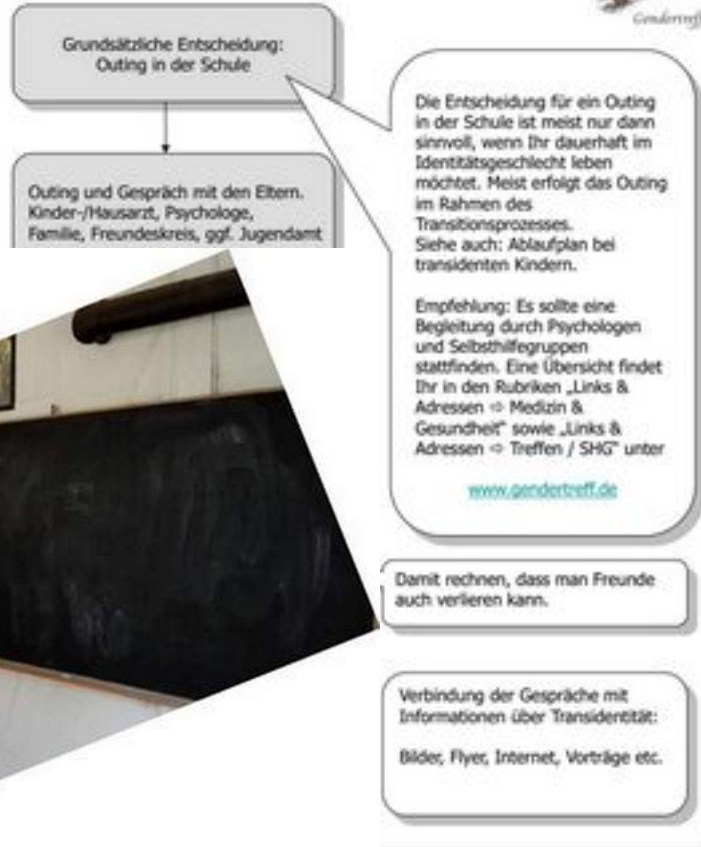 Gendertreff
Grundsätzliche Entscheidung:
Outing in der Schule
Outing und Gespräch mit den Eltern.
Kinder-/Hausarzt, Psychologe,
Familie, Freundeskreis, ggf. Jugendamt
Die Entscheidung für ein Outing
in der Schule ist meist nur dann
sinnvoll, wenn Ihr dauerhaft im
Identitätsgeschlecht leben
möchtet. Meist erfolgt das Outing
im Rahmen des
Transitionsprozesses.
Siehe auch: Ablaufplan bei
transidenten Kindern.
Empfehlung: Es sollte eine
Begleitung durch Psychologen
und Selbsthilfegruppen
stattfinden. Eine Übersicht findet
Ihr in den Rubriken „Links &
Adressen ⇨ Medizin &
Gesundheit" sowie „Links &
Adressen ⇨ Treffen / SHG" unter
www.gendertreff.de
Damit rechnen, dass man Freunde
auch verlieren kann.
Verbindung der Gespräche mit
Informationen über Transidentität:
Bilder, Flyer, Internet, Vorträge etc.